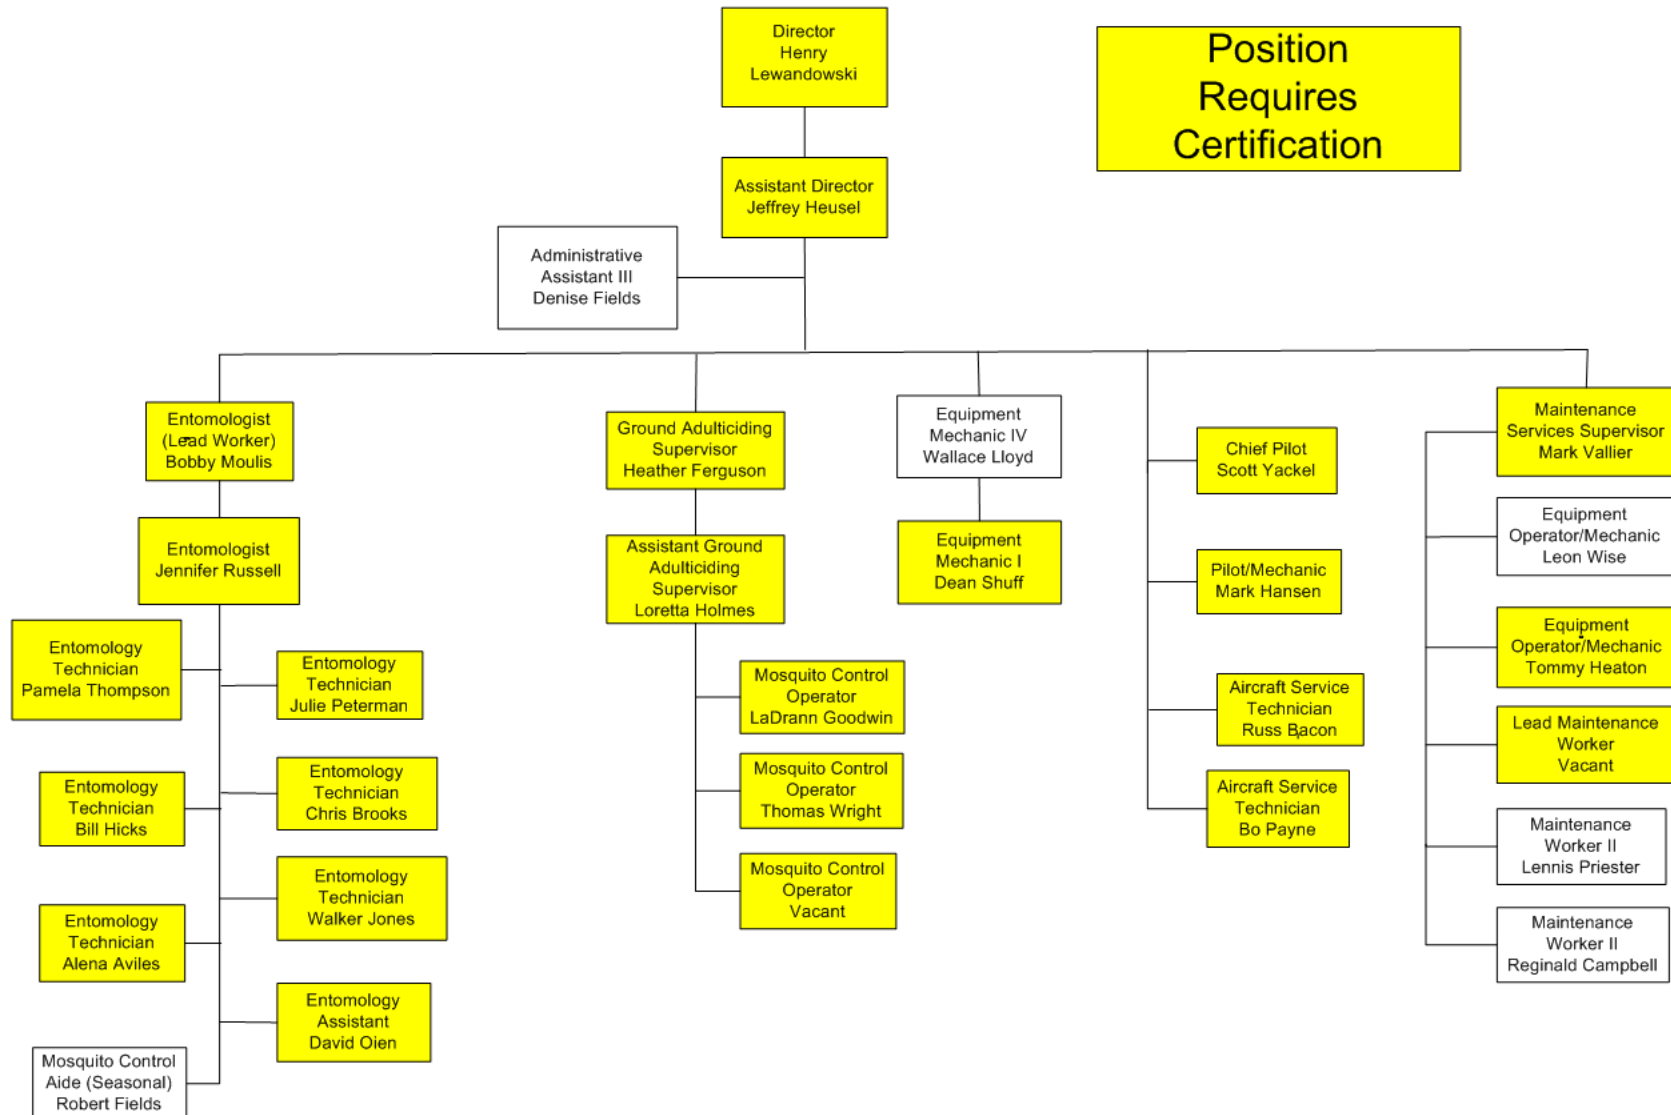 Director
Henry
Lewandowski
Position
Requires
Certification
Assistant Director
Jeffrey Heusel
Administrative
Assistant III
Denise Fields
Entomologist
(Lead Worker)
Bobby Moulis
Entomologist
Jennifer Russell
Entomology
Technician
Pamela Thompson
Entomology
Technician
Julie Peterman
Entomology
Technician
Bill Hicks
Entomology
Technician
Chris Brooks
Entomology
Technician
Walker Jones
Entomology
Technician
Alena Aviles
Entomology
Assistant
David Oien
Mosquito Control
Aide (Seasonal)
Robert Fields
Ground Adulticiding
Supervisor
Heather Ferguson
Assistant Ground
Adulticiding
Supervisor
Loretta Holmes
Mosquito Control
Operator
LaDrann Goodwin
Mosquito Control
Operator
Thomas Wright
Mosquito Control
Operator
Vacant
Equipment
Mechanic IV
Wallace Lloyd
Equipment
Mechanic I
Dean Shuff
Chief Pilot
Scott Yackel
Pilot/Mechanic
Mark Hansen
Aircraft Service
Technician
Russ Bacon
Aircraft Service
Technician
Bo Payne
Maintenance
Services Supervisor
Mark Vallier
Equipment
Operator/Mechanic
Leon Wise
Equipment
Operator/Mechanic
Tommy Heaton
Lead Maintenance
Worker
Vacant
Maintenance
Worker II
Lennis Priester
Maintenance
Worker II
Reginald Campbell